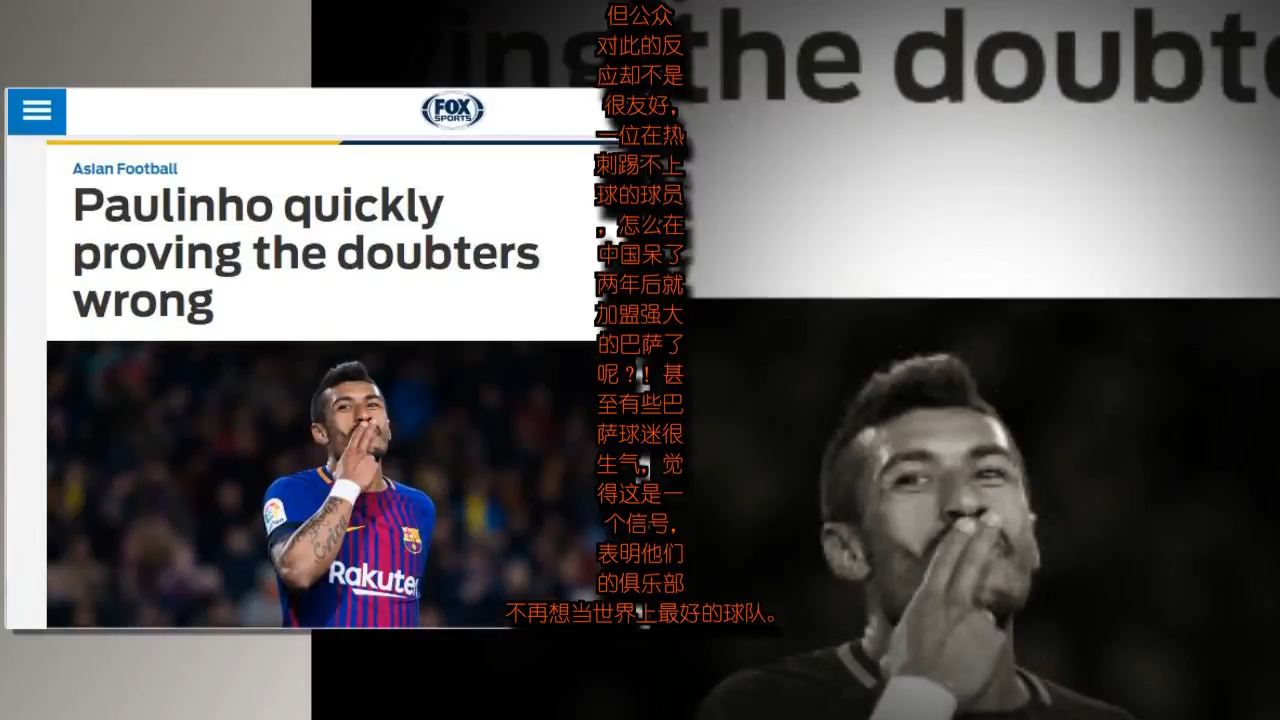 ing the doubte
FOX
SPORTS
Asian Football
Paulinho quickly
proving the doubters
wrong
Rakuten
但公众
对此的反
应却不是
很友好，
一位在热
刺踢不上
球的球员
，怎么在
中国呆了
两年后就
加盟强大
的巴萨了
呢？！甚
至有些巴
萨球迷很
生气，觉
得这是一
个信号，
表明他们
的俱乐部
不再想当世界上最好的球队。